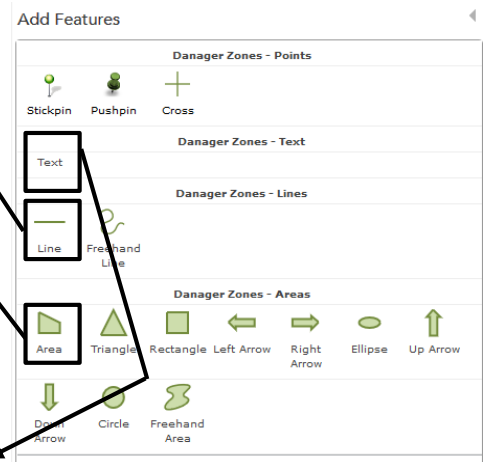 Add Features
Danager Zones - Points
Stickpin Pushpin Cross
Danager Zones - Text
Text
Danager Zones - Lines
Line Freehand
Line
Danager Zones - Areas
Area Triangle Rectangle Left Arrow Right Ellipse Up Arrow
Arrow
Down Circle Freehand
Arrow Area